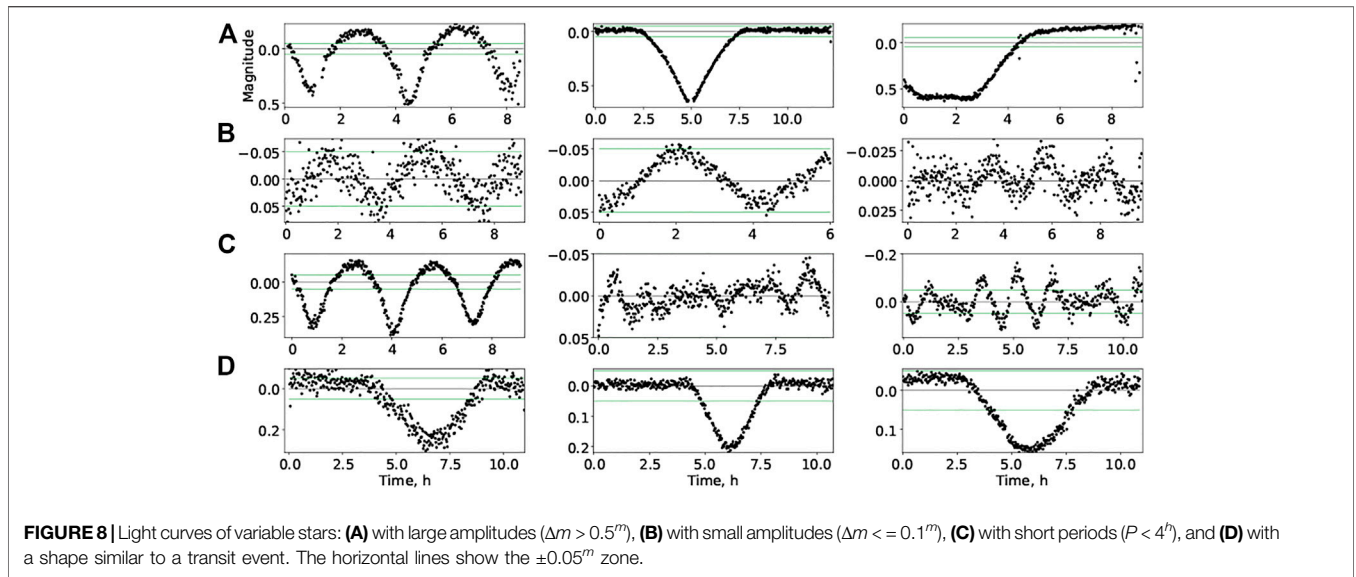 A
Magnitude
0.0
0.5
0 2 4 6 8
0.0
0.5
0.0 2.5 5.0 7.5 10.0 12.5
0.0
0.5
0 2 4 6 8
B
−0.05
0.00
0.05
0 2 4 6 8
−0.05
0.00
0.05
0 2 4 6
−0.025
0.000
0.025
0 2 4 6 8
C
0.00
0.25
0 2 4 6 8
−0.05
0.00
0.05
0.0 2.5 5.0 7.5
−0.2
0.0
0.0 2.5 5.0 7.5 10.0
D
0.0
0.2
0.0 2.5 5.0 7.5 10.0
Time, h
0.0
0.1
0.2
0.0 2.5 5.0 7.5 10.0
Time, h
0.0
0.1
0.0 2.5 5.0 7.5 10.0
Time, h
FIGURE 8 | Light curves of variable stars: (A) with large amplitudes (Δm > 0.5ᵐ), (B) with small amplitudes (Δm < = 0.1ᵐ), (C) with short periods (P < 4ʰ), and (D) with
a shape similar to a transit event. The horizontal lines show the ±0.05ᵐ zone.